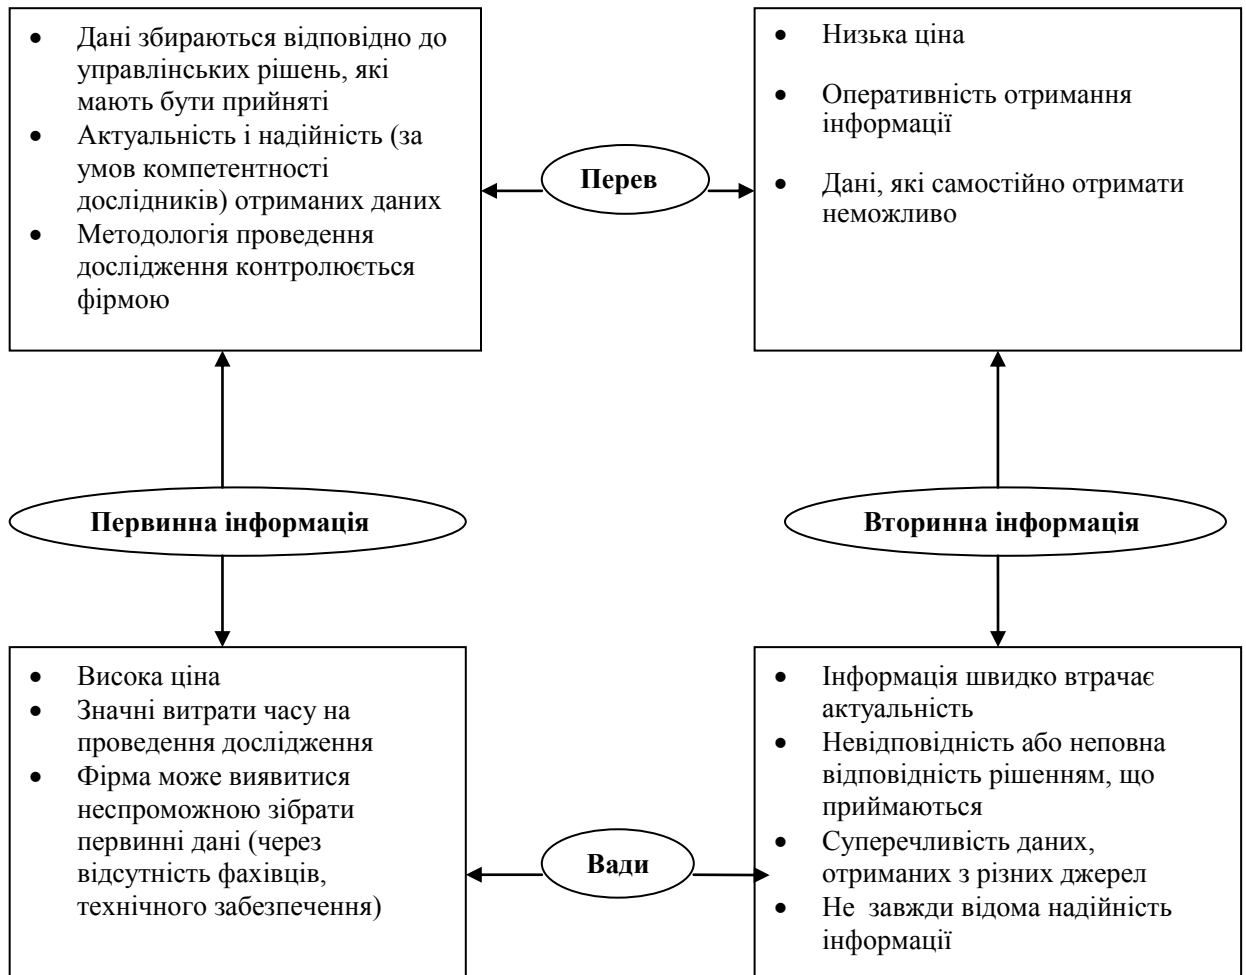 • Дані збираються відповідно до
управлінських рішень, які
мають бути прийняті
• Актуальність і надійність (за
умов компетентності
дослідників) отриманих даних
• Методологія проведення
дослідження контролюється
фірмою
Перев
• Низька ціна
• Оперативність отримання
інформації
• Дані, які самостійно отримати
неможливо
Первинна інформація
Вторинна інформація
• Висока ціна
• Значні витрати часу на
проведення дослідження
• Фірма може виявитися
неспроможною зібрати
первинні дані (через
відсутність фахівців,
технічного забезпечення)
Вади
• Інформація швидко втрачає
актуальність
• Невідповідність або неповна
відповідність рішенням, що
приймаються
• Суперечливість даних,
отриманих з різних джерел
• Не завжди відома надійність
інформації